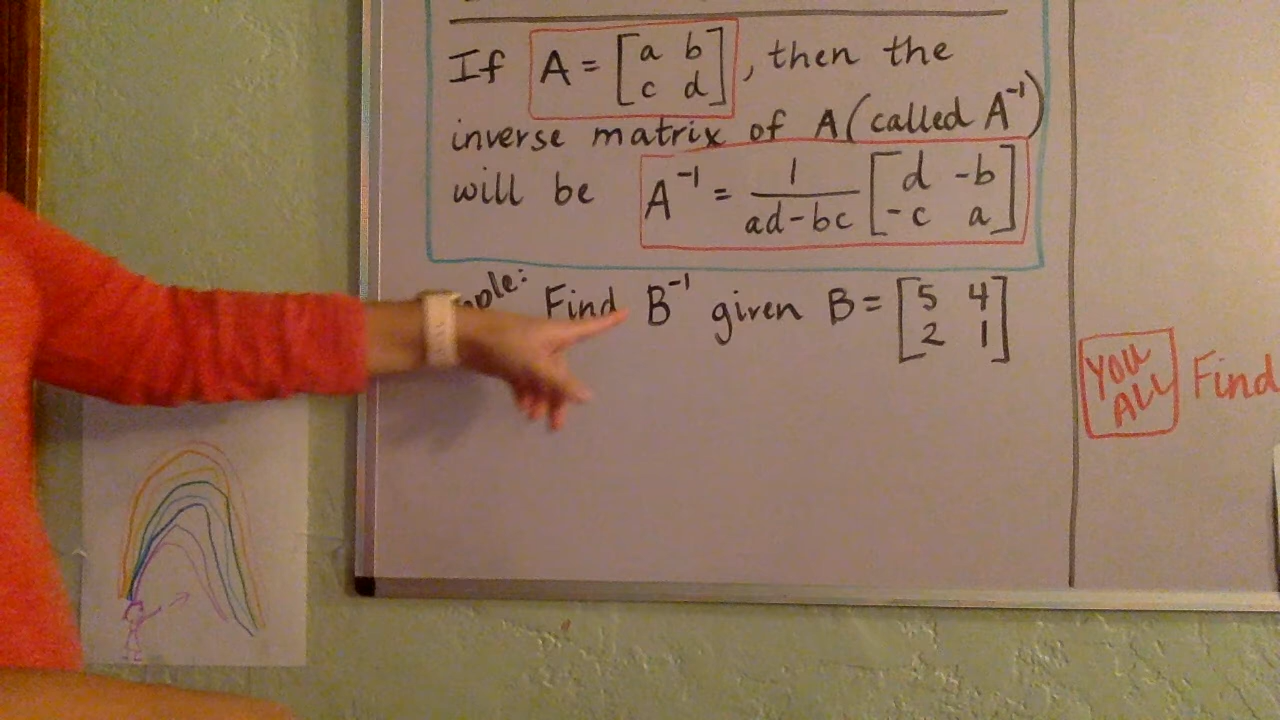 If A = [a b
c d], then the
inverse matrix of A (called A⁻¹)
will be A⁻¹ = 1/(ad-bc) [d -b
-c a]
Find B⁻¹ given B = [5 4
2 1]
YOU
ALL
Find